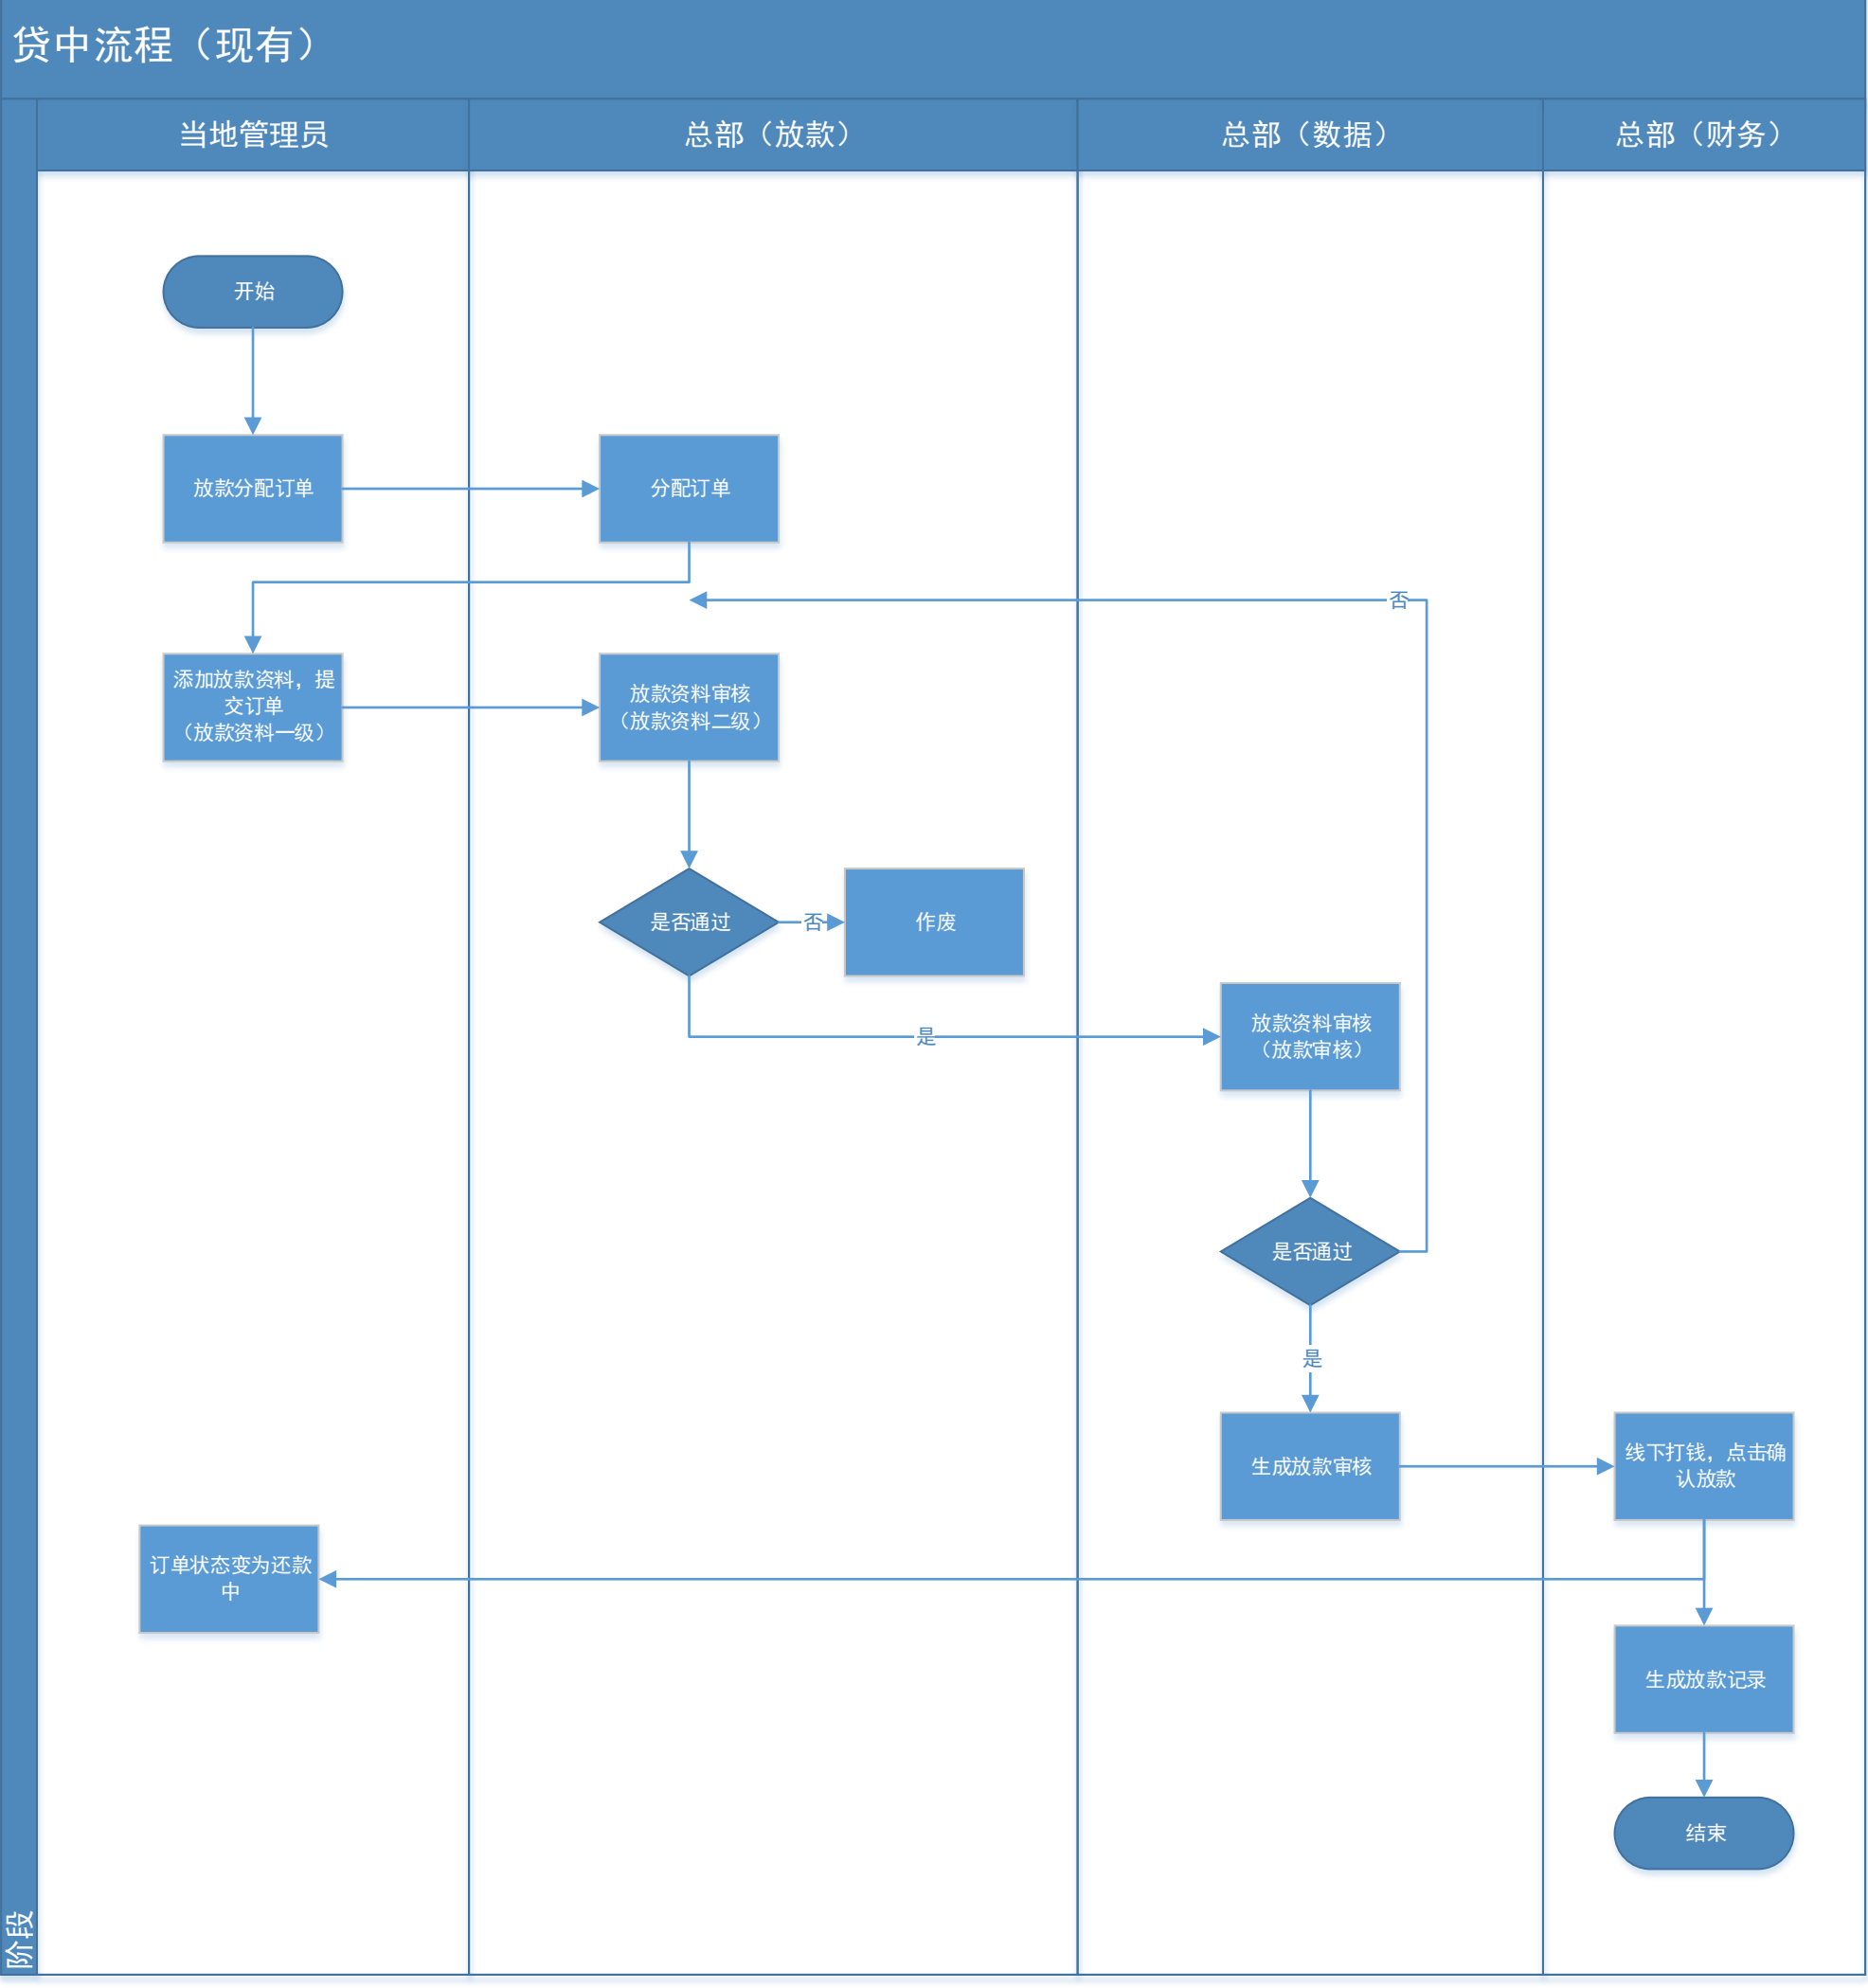 贷中流程（现有）
当地管理员
总部（放款）
总部（数据）
总部（财务）
开始
放款分配订单
分配订单
否
添加放款资料，提
交订单
（放款资料一级）
放款资料审核
（放款资料二级）
是否通过
否
作废
放款资料审核
（放款审核）
是
是否通过
是
生成放款审核
线下打钱，点击确
认放款
订单状态变为还款
中
生成放款记录
结束
阶段